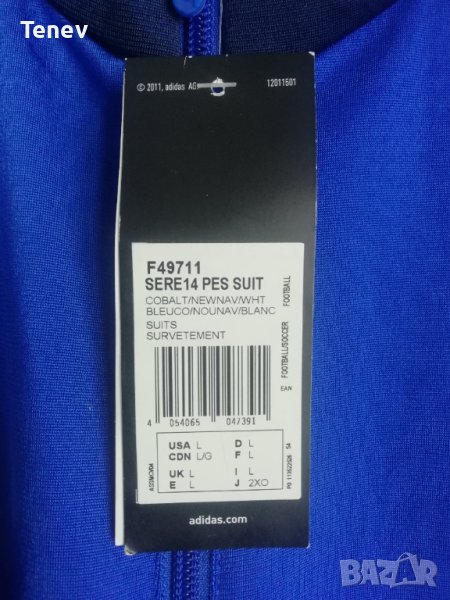 Tenev
© 2011, adidas AG
12011601
F49711
SERE14 PES SUIT
COBALT/NEWNAV/WHT
BLEUCO/NOUNAV/BLANC
SUITS
SURVETEMENT
FOOTBALL
FOOTBALL/SOCCER
EAN
4 054065 047391
USA L D L
CDN L/G F L
UK L I L
E L J 2XO
adidas.com
BAZAR